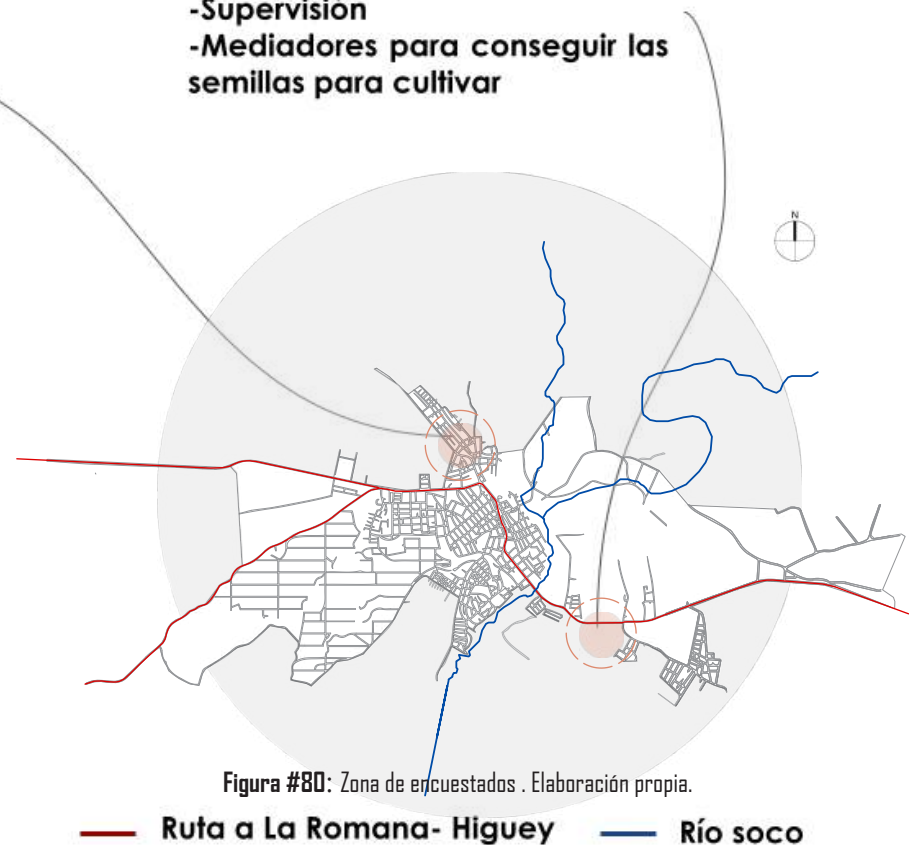 -Supervisión
-Mediadores para conseguir las
semillas para cultivar
N
Figura #80: Zona de encuestados . Elaboración propia.
Ruta a La Romana- Higuey
Río soco